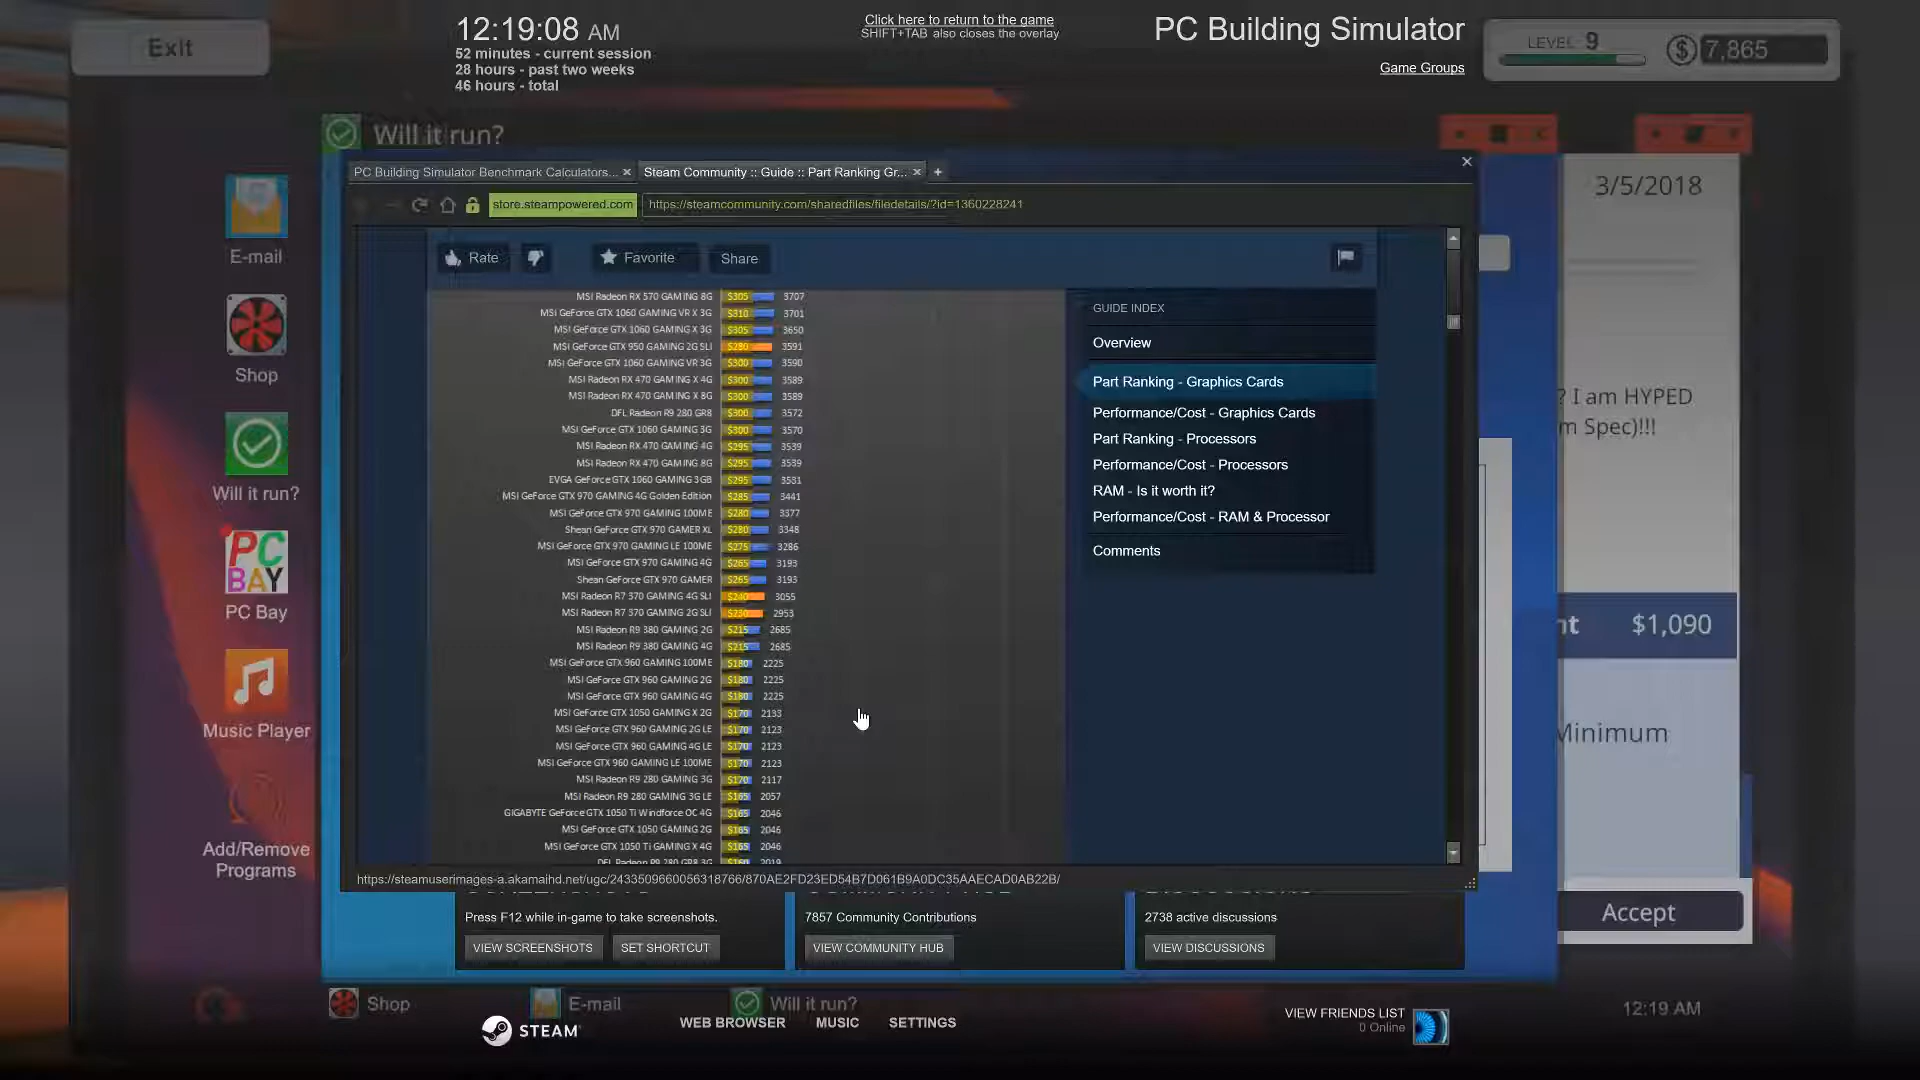 Exit
12:19:08 AM
52 minutes - current session
28 hours - past two weeks
46 hours - total
Click here to return to the game
SHIFT+TAB also closes the overlay
PC Building Simulator
Game Groups
LEVEL 9
$ 7,865
Will it run?
PC Building Simulator Benchmark Calculators...
Steam Community :: Guide :: Part Ranking Gr...
store.steampowered.com
https://steamcommunity.com/sharedfiles/filedetails/?id=1360228241
Rate
Favorite
Share
MSI Radeon RX 570 GAMING 8G $305 3707
MSI GeForce GTX 1060 GAMING VR X 3G $310 3701
MSI GeForce GTX 1060 GAMING X 3G $305 3650
MSI GeForce GTX 950 GAMING 2G SLI $280 3591
MSI GeForce GTX 1060 GAMING VR 3G $300 3590
MSI Radeon RX 470 GAMING X 4G $300 3589
MSI Radeon RX 470 GAMING X 8G $300 3589
DFL Radeon R9 280 GR8 $300 3572
MSI GeForce GTX 1060 GAMING 3G $300 3570
MSI Radeon RX 470 GAMING 4G $295 3539
MSI Radeon RX 470 GAMING 8G $295 3539
EVGA GeForce GTX 1060 GAMING 3GB $295 3531
MSI GeForce GTX 970 GAMING 4G Golden Edition $285 3441
MSI GeForce GTX 970 GAMING 100ME $280 3377
Shean GeForce GTX 970 GAMER XL $280 3348
MSI GeForce GTX 970 GAMING LE 100ME $275 3286
MSI GeForce GTX 970 GAMING 4G $265 3193
Shean GeForce GTX 970 GAMER $265 3193
MSI Radeon R7 370 GAMING 4G SLI $240 3055
MSI Radeon R7 370 GAMING 2G SLI $230 2953
MSI Radeon R9 380 GAMING 2G $215 2685
MSI Radeon R9 380 GAMING 4G $215 2685
MSI GeForce GTX 960 GAMING 100ME $180 2225
MSI GeForce GTX 960 GAMING 2G $180 2225
MSI GeForce GTX 960 GAMING 4G $180 2225
MSI GeForce GTX 1050 GAMING X 2G $170 2133
MSI GeForce GTX 960 GAMING 2G LE $170 2123
MSI GeForce GTX 960 GAMING 4G LE $170 2123
MSI GeForce GTX 960 GAMING LE 100ME $170 2123
MSI Radeon R9 280 GAMING 3G $170 2117
MSI Radeon R9 280 GAMING 3G LE $165 2057
GIGABYTE GeForce GTX 1050 Ti Windforce OC 4G $165 2046
MSI GeForce GTX 1050 GAMING 2G $165 2046
MSI GeForce GTX 1050 Ti GAMING X 4G $165 2046
DFL Radeon R9 280 GR8 3G $160 2019
GUIDE INDEX
Overview
Part Ranking - Graphics Cards
Performance/Cost - Graphics Cards
Part Ranking - Processors
Performance/Cost - Processors
RAM - Is it worth it?
Performance/Cost - RAM & Processor
Comments
https://steamuserimages-a.akamaihd.net/ugc/243350966005631​8766/870AE2FD23ED54B7D061B9A0DC35AAECAD0AB22B/
E-mail
Shop
Will it run?
PC BAY
PC Bay
Music Player
Add/Remove
Programs
3/5/2018
? I am HYPED
m Spec)!!!
nt $1,090
Minimum
Accept
Press F12 while in-game to take screenshots.
VIEW SCREENSHOTS
SET SHORTCUT
7857 Community Contributions
VIEW COMMUNITY HUB
2738 active discussions
VIEW DISCUSSIONS
Shop
E-mail
Will it run?
STEAM
WEB BROWSER
MUSIC
SETTINGS
VIEW FRIENDS LIST
0 Online
12:19 AM